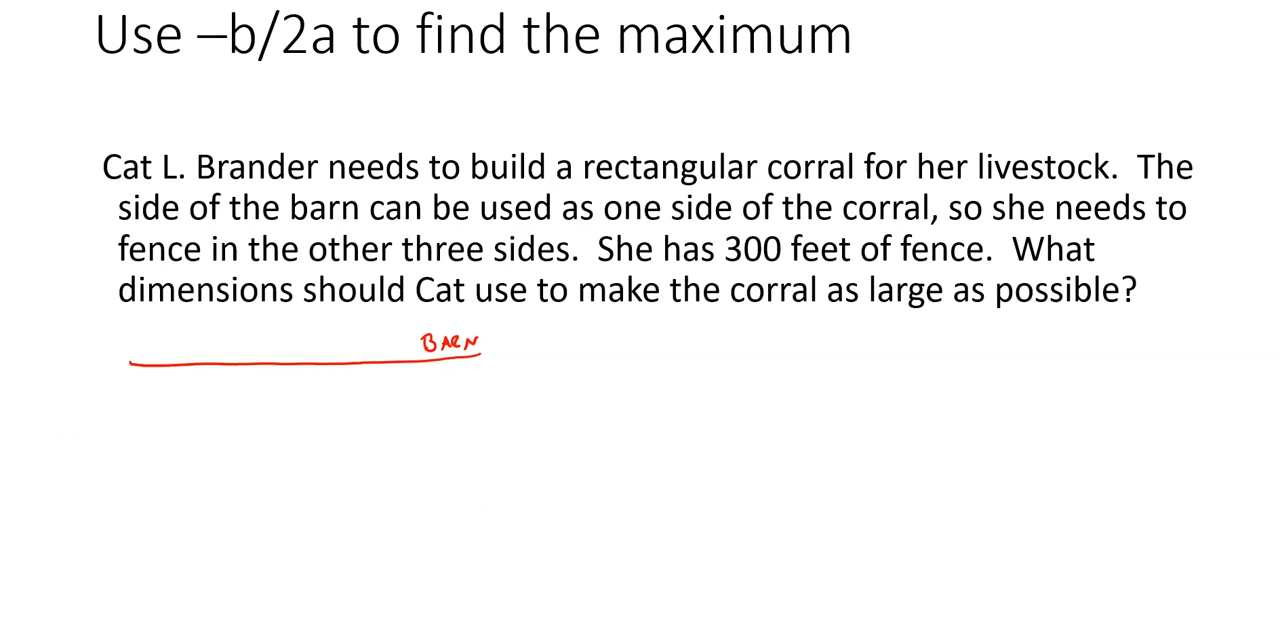 Use –b/2a to find the maximum
Cat L. Brander needs to build a rectangular corral for her livestock.  The
side of the barn can be used as one side of the corral, so she needs to
fence in the other three sides.  She has 300 feet of fence.  What
dimensions should Cat use to make the corral as large as possible?
BARN